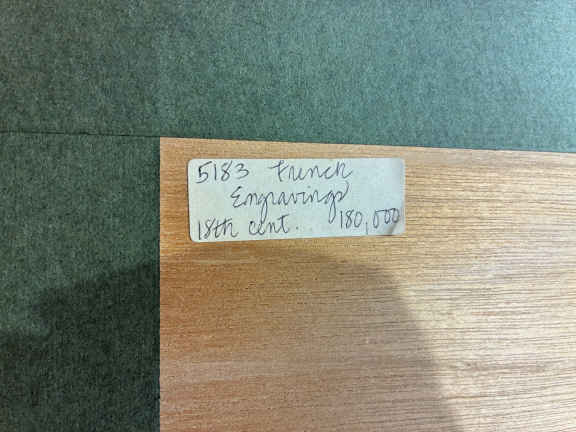 5183 French
Engravings
18th cent. 180,000